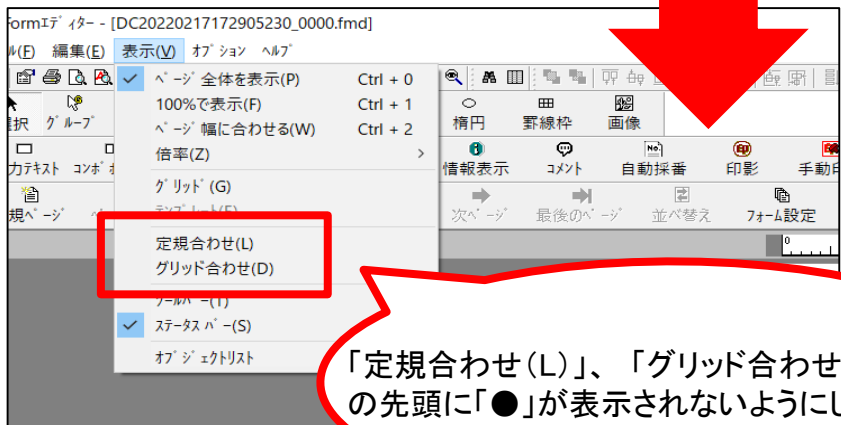 Formｴﾃﾞｨﾀｰ - [DC20220217172905230_0000.fmd]
ﾙ(F) 編集(E) 表示(V) ｵﾌﾟｼｮﾝ ﾍﾙﾌﾟ
ﾍﾟｰｼﾞ全体を表示(P) Ctrl + 0
100%で表示(F) Ctrl + 1
ﾍﾟｰｼﾞ幅に合わせる(W) Ctrl + 2
倍率(Z) >
ｸﾞﾘｯﾄﾞ(G)
定規合わせ(L)
グリッド合わせ(D)
ﾂｰﾙﾊﾞｰ(T)
ｽﾃｰﾀｽﾊﾞｰ(S)
ｵﾌﾞｼﾞｪｸﾄﾘｽﾄ
択 ｸﾞﾙｰﾌﾟ 楕円 罫線枠 画像
力ﾃｷｽﾄ ｺﾝﾎﾞ 情報表示 ｺﾒﾝﾄ 自動採番 印影 手動
規ﾍﾟｰｼﾞ 次ﾍﾟｰｼﾞ 最後のﾍﾟｰｼﾞ 並べ替え ﾌｫｰﾑ設定
0
「定規合わせ（L）」、「グリッド合わせ
の先頭に「●」が表示されないようにし